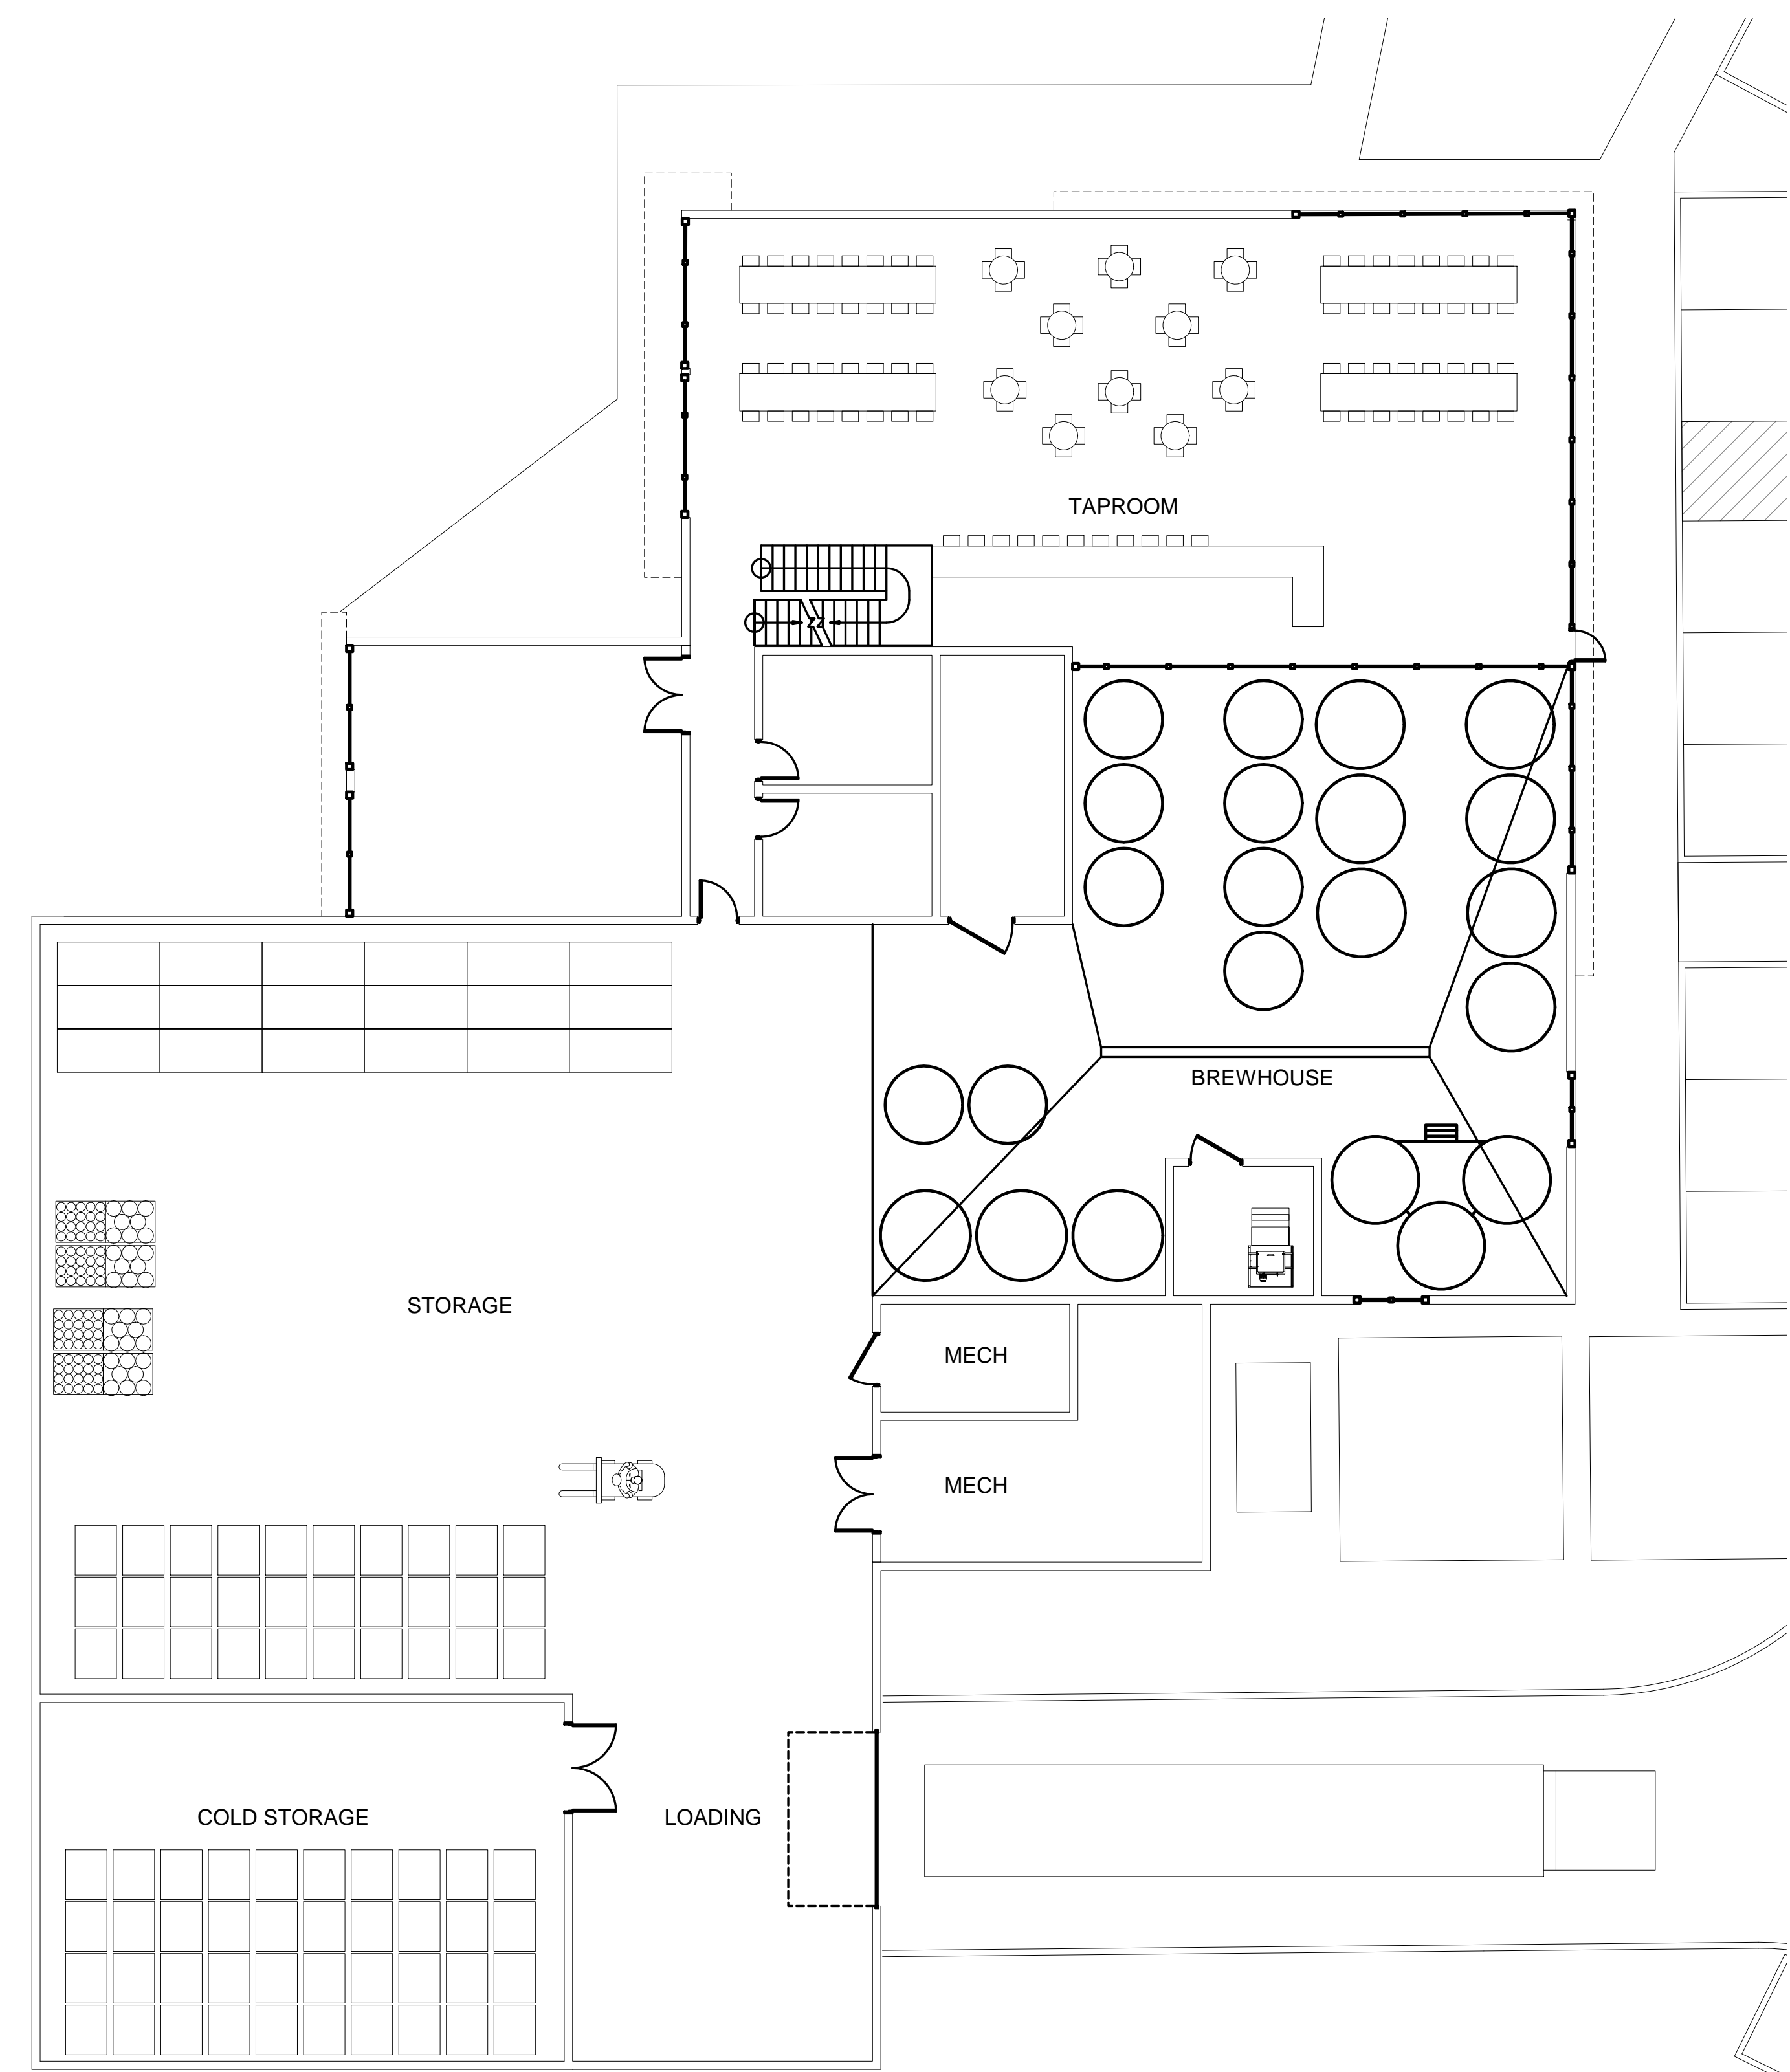 TAPROOM
BREWHOUSE
STORAGE
MECH
MECH
COLD STORAGE
LOADING